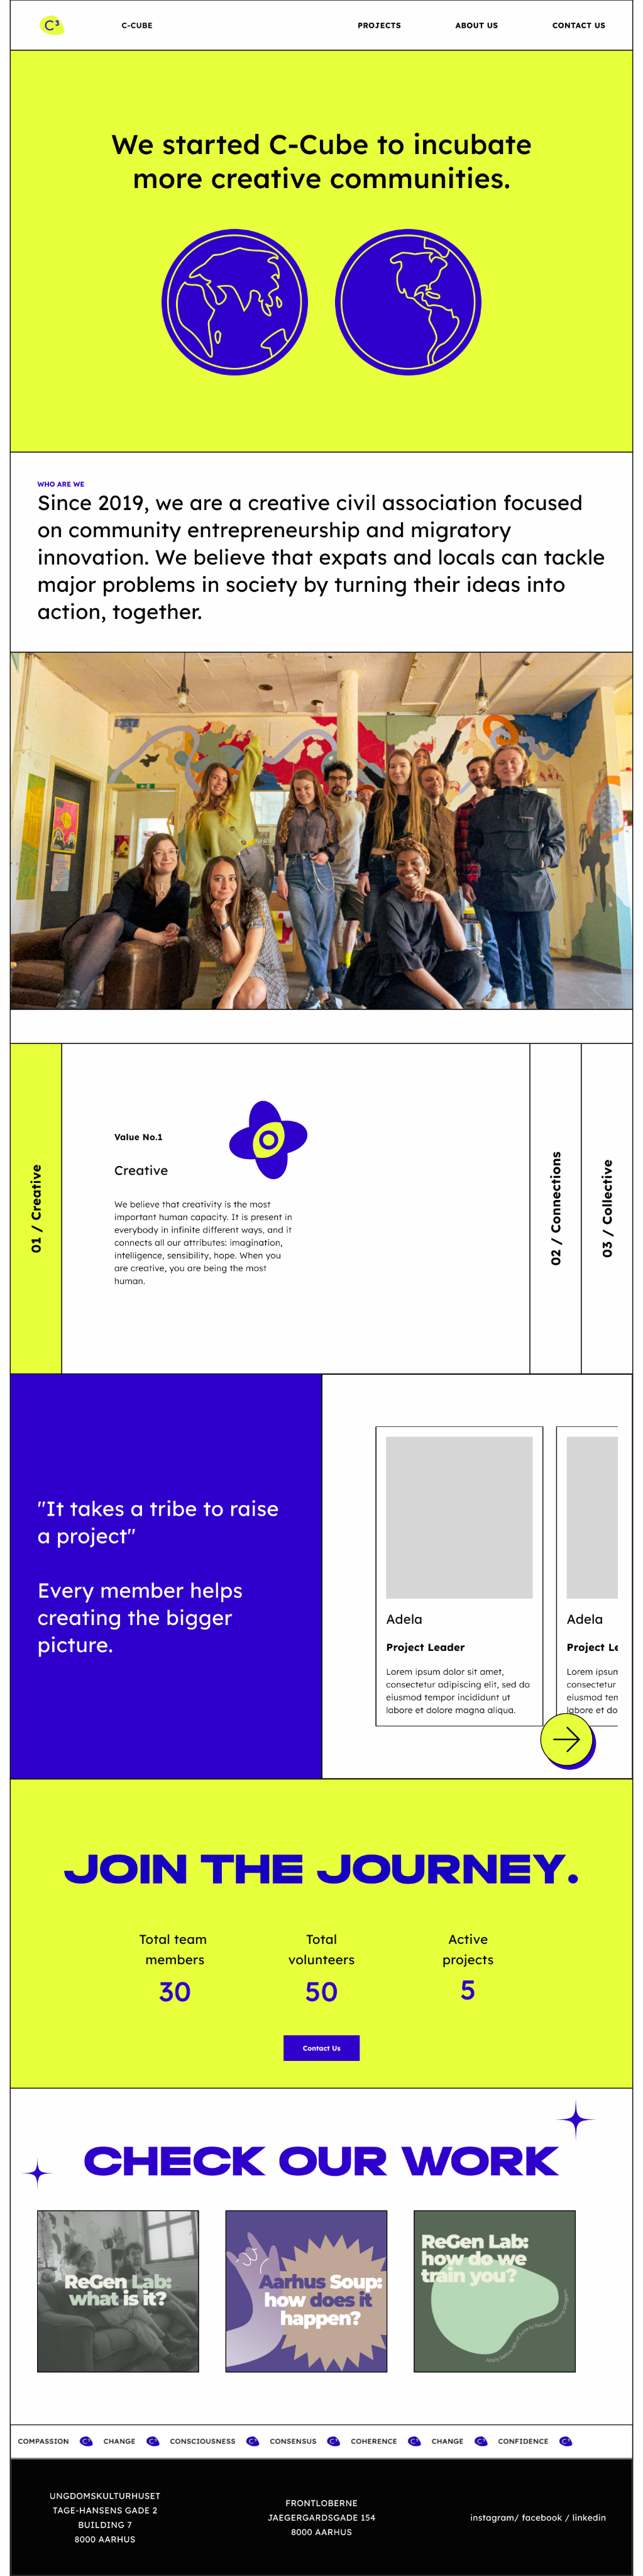 C³
C-CUBE
PROJECTS
ABOUT US
CONTACT US
We started C-Cube to incubate
more creative communities.
WHO ARE WE
Since 2019, we are a creative civil association focused
on community entrepreneurship and migratory
innovation. We believe that expats and locals can tackle
major problems in society by turning their ideas into
action, together.
01 / Creative
Value No.1
Creative
We believe that creativity is the most
important human capacity. It is present in
everybody in infinite different ways, and it
connects all our attributes: imagination,
intelligence, sensibility, hope. When you
are creative, you are being the most
human.
02 / Connections
03 / Collective
"It takes a tribe to raise
a project"
Every member helps
creating the bigger
picture.
Adela
Project Leader
Lorem ipsum dolor sit amet,
consectetur adipiscing elit, sed do
eiusmod tempor incididunt ut
labore et dolore magna aliqua.
Adela
Project Le
Lorem ipsum
consectetur
eiusmod ten
labore et do
JOIN THE JOURNEY.
Total team
members
30
Total
volunteers
50
Active
projects
5
Contact Us
CHECK OUR WORK
ReGen Lab:
what is it?
Aarhus Soup:
how does it
happen?
ReGen Lab:
how do we
train you?
COMPASSION C³ CHANGE C³ CONSCIOUSNESS C³ CONSENSUS C³ COHERENCE C³ CHANGE C³ CONFIDENCE C³
UNGDOMSKULTURHUSET
TAGE-HANSENS GADE 2
BUILDING 7
8000 AARHUS
FRONTLOBERNE
JAEGERGARDSGADE 154
8000 AARHUS
instagram/ facebook / linkedin